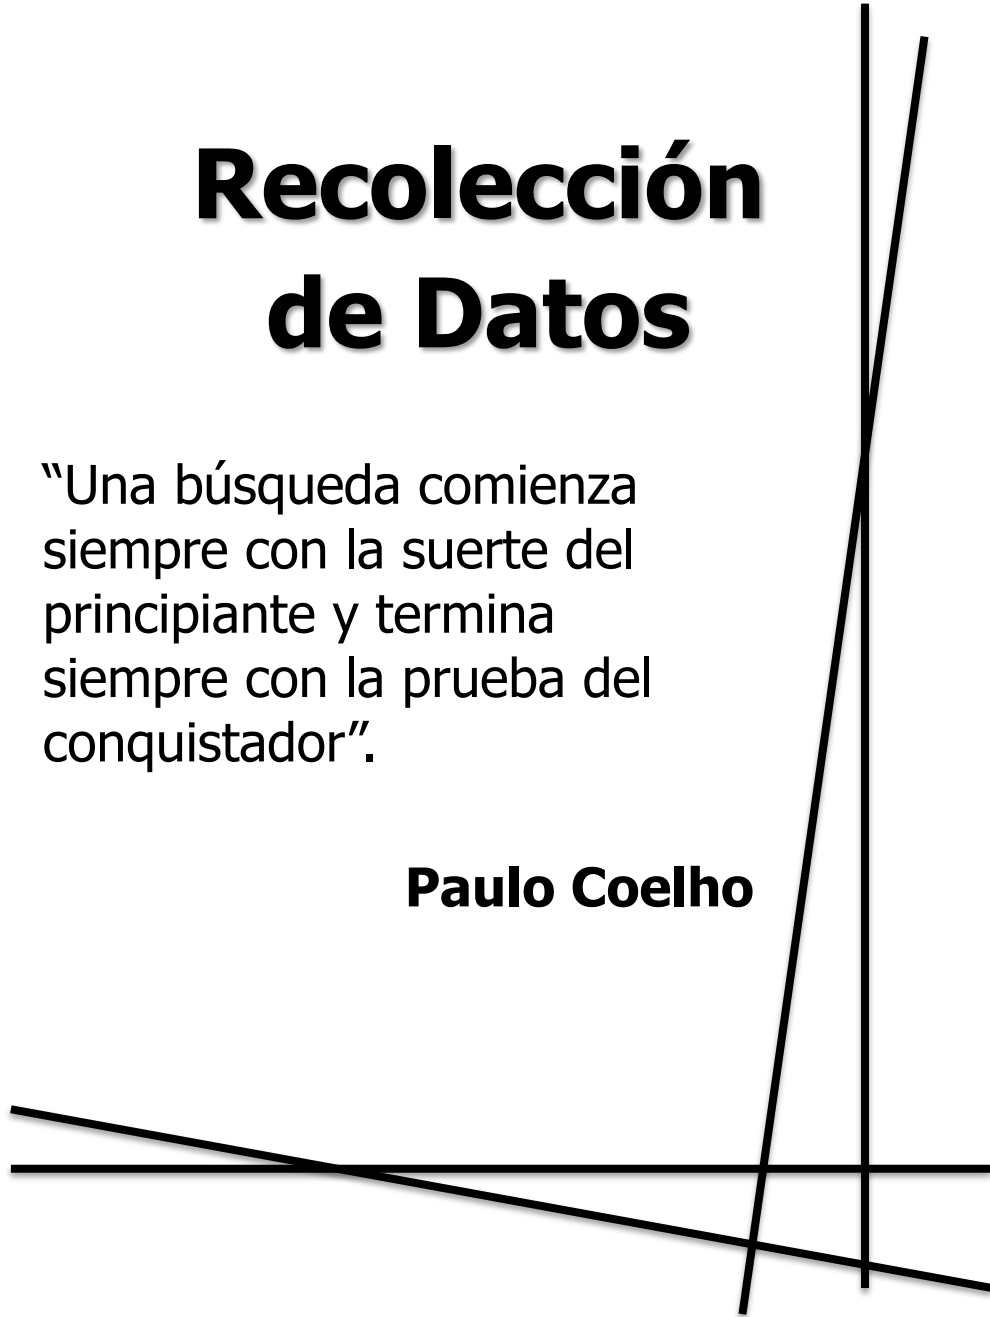 Recolección
de Datos
“Una búsqueda comienza
siempre con la suerte del
principiante y termina
siempre con la prueba del
conquistador”.
Paulo Coelho